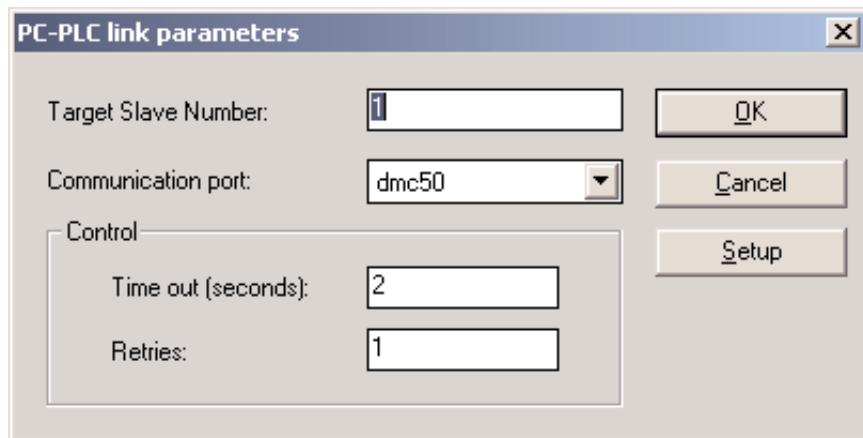 PC-PLC link parameters
Target Slave Number: 1 OK
Communication port: dmc50 Cancel
Control
Setup
Time out (seconds): 2
Retries: 1